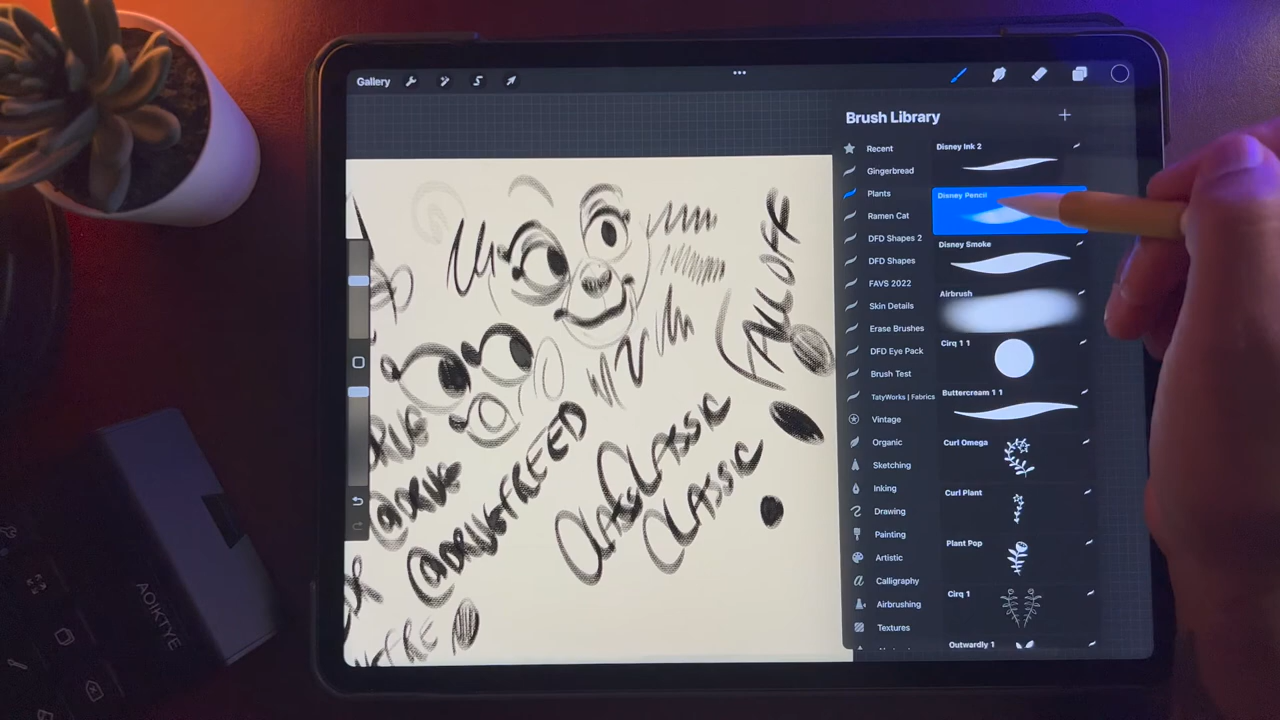 Gallery
Brush Library
Recent
Gingerbread
Plants
Ramen Cat
DFD Shapes 2
DFD Shapes
FAVS 2022
Skin Details
Erase Brushes
DFD Eye Pack
Brush Test
TatyWorks | Fabrics
Vintage
Organic
Sketching
Inking
Drawing
Painting
Artistic
Calligraphy
Airbrushing
Textures
Disney Ink 2
Disney Pencil
Disney Smoke
Airbrush
Cirq 1 1
Buttercream 1 1
Curl Omega
Curl Plant
Plant Pop
Cirq 1
Outwardly 1
FALLOFF
CLASSIC
CLASSIC
AOIKTYE